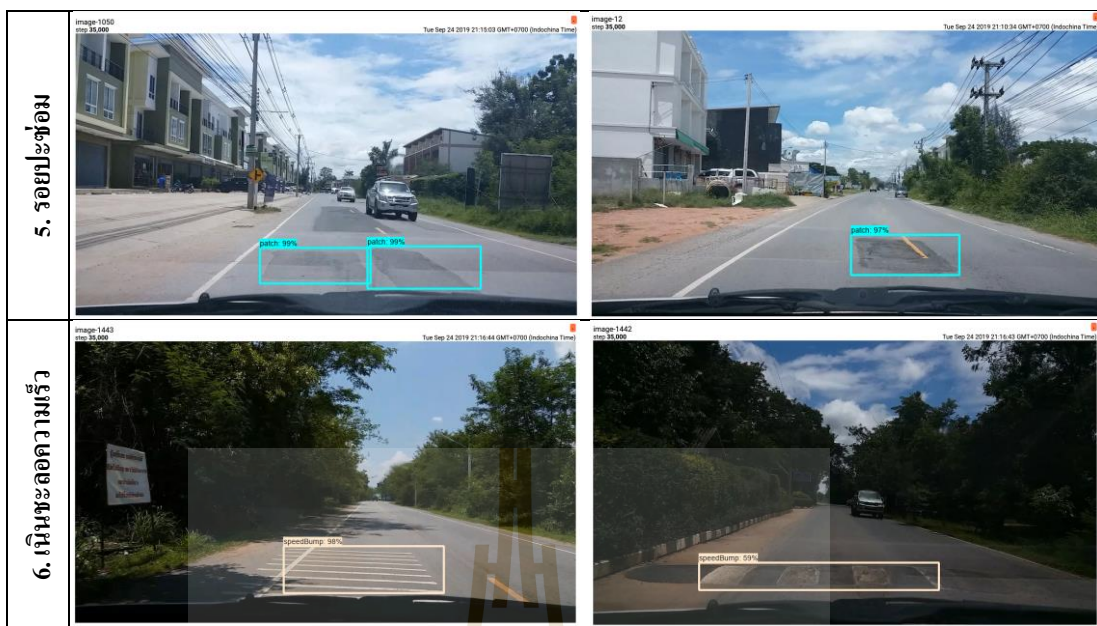 5. รอยปะซ่อม
image-1050
step 35,000
Tue Sep 24 2019 21:15:03 GMT+0700 (Indochina Time)
patch: 99%
patch: 99%
image-12
step 35,000
Tue Sep 24 2019 21:10:34 GMT+0700 (Indochina Time)
patch: 97%
6. เนินชะลอความเร็ว
image-1443
step 35,000
Tue Sep 24 2019 21:16:44 GMT+0700 (Indochina Time)
speedBump: 98%
image-1442
step 35,000
Tue Sep 24 2019 21:16:43 GMT+0700 (Indochina Time)
speedBump: 59%